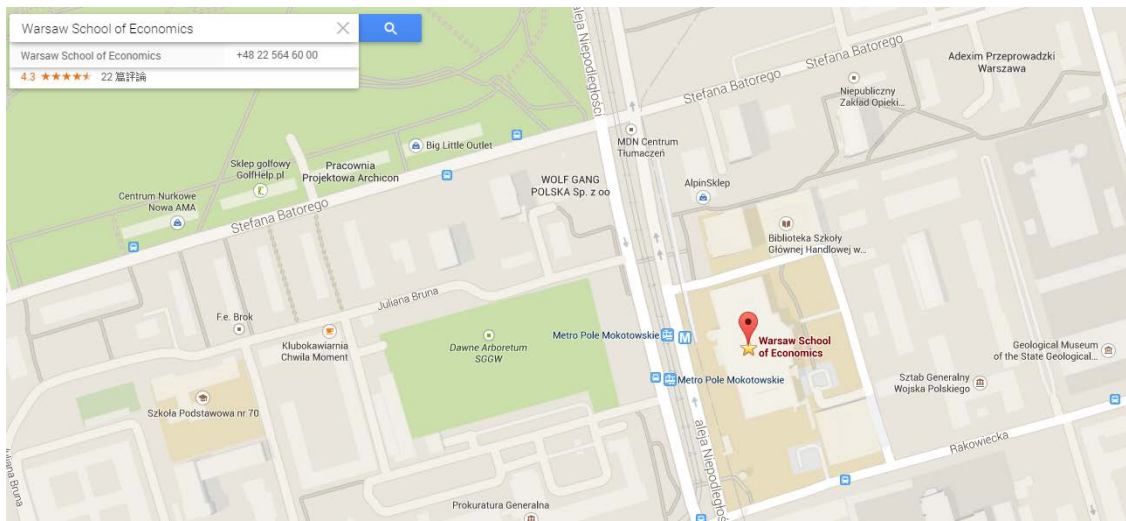 Warsaw School of Economics
Warsaw School of Economics +48 22 564 60 00
4.3 22 篇評論
aleja Niepodległości
Stefana Batorego
Stefana Batorego
Adexim Przeprowadzki
Warszawa
Niepubliczny
Zakład Opieki...
MDN Centrum
Tłumaczeń
Big Little Outlet
Sklep golfowy
GolfHelp.pl
Pracownia
Projektowa Archicon
WOLF GANG
POLSKA Sp. z oo
AlpinSklep
Centrum Nurkowe
Nowa AMA
Stefana Batorego
Biblioteka Szkoły
Głównej Handlowej w...
Juliana Bruna
F.e. Brok
Klubokawiarnia
Chwila Moment
Dawne Arboretum
SGGW
Metro Pole Mokotowskie
M
Warsaw School
of Economics
Geological Museum
of the State Geological...
Metro Pole Mokotowskie
Sztab Generalny
Wojska Polskiego
Szkoła Podstawowa nr 70
aleja Niepodległości
Rakowiecka
Juliana Bruna
Prokuratura Generalna